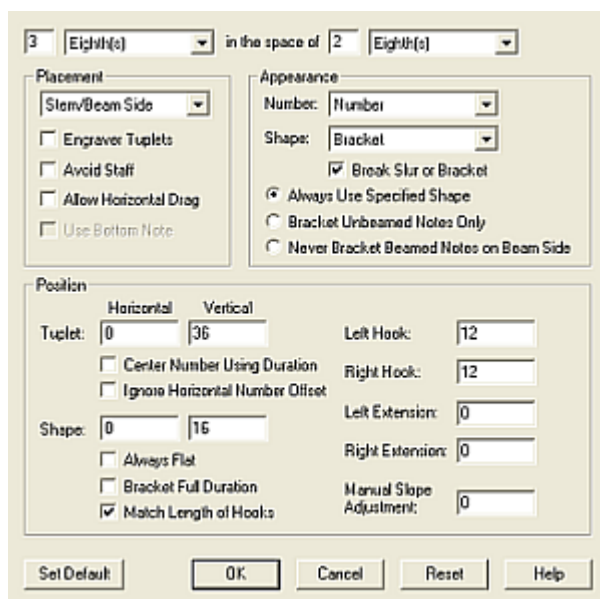 3 Eighth(s) in the space of 2 Eighth(s)
Placement
Stem/Beam Side
Engraver Tuplets
Avoid Staff
Allow Horizontal Drag
Use Bottom Note
Appearance
Number: Number
Shape: Bracket
Break Slur or Bracket
Always Use Specified Shape
Bracket Unbeamed Notes Only
Never Bracket Beamed Notes on Beam Side
Position
Horizontal Vertical
Tuplet: 0 36
Center Number Using Duration
Ignore Horizontal Number Offset
Shape: 0 16
Always Flat
Bracket Full Duration
Match Length of Hooks
Left Hook: 12
Right Hook: 12
Left Extension: 0
Right Extension: 0
Manual Slope
Adjustment: 0
Set Default OK Cancel Reset Help